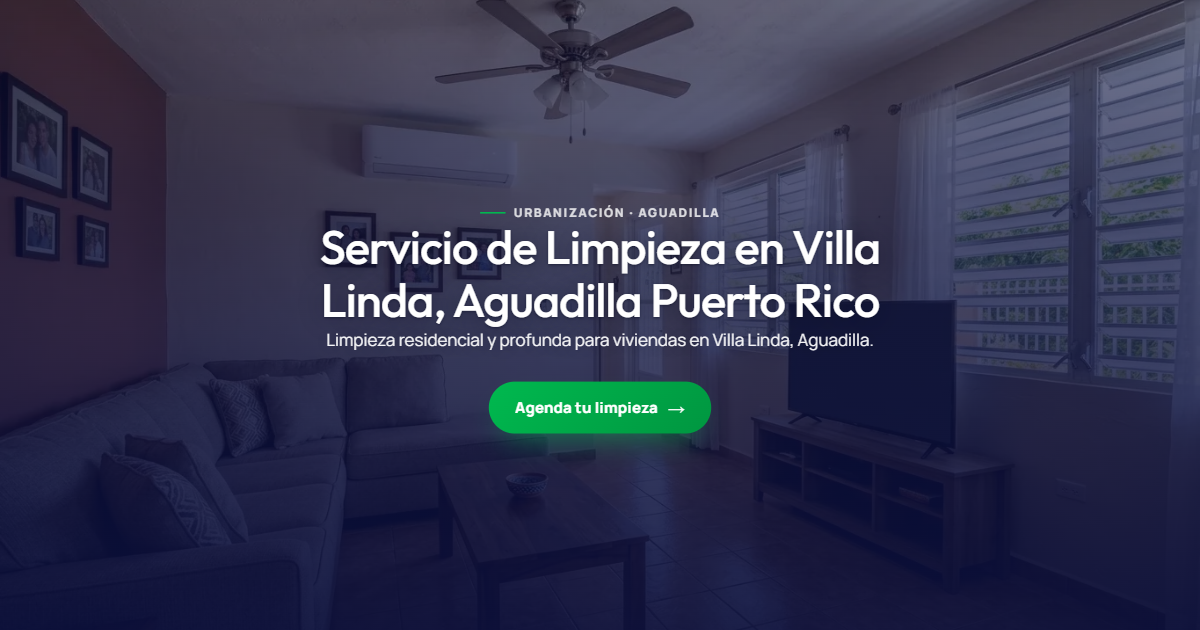 URBANIZACIÓN · AGUADILLA
Servicio de Limpieza en Villa
Linda, Aguadilla Puerto Rico
Limpieza residencial y profunda para viviendas en Villa Linda, Aguadilla.
Agenda tu limpieza →